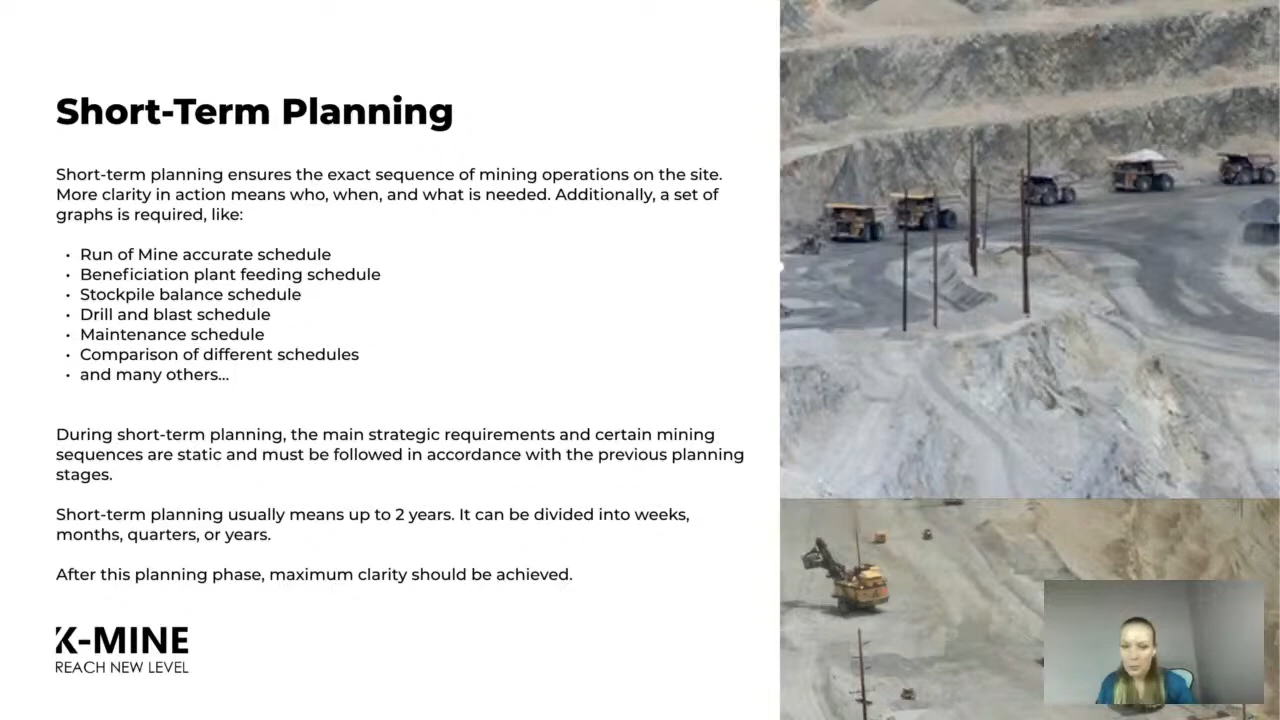 Short-Term Planning
Short-term planning ensures the exact sequence of mining operations on the site.
More clarity in action means who, when, and what is needed. Additionally, a set of
graphs is required, like:
• Run of Mine accurate schedule
• Beneficiation plant feeding schedule
• Stockpile balance schedule
• Drill and blast schedule
• Maintenance schedule
• Comparison of different schedules
• and many others...
During short-term planning, the main strategic requirements and certain mining
sequences are static and must be followed in accordance with the previous planning
stages.
Short-term planning usually means up to 2 years. It can be divided into weeks,
months, quarters, or years.
After this planning phase, maximum clarity should be achieved.
K-MINE
REACH NEW LEVEL